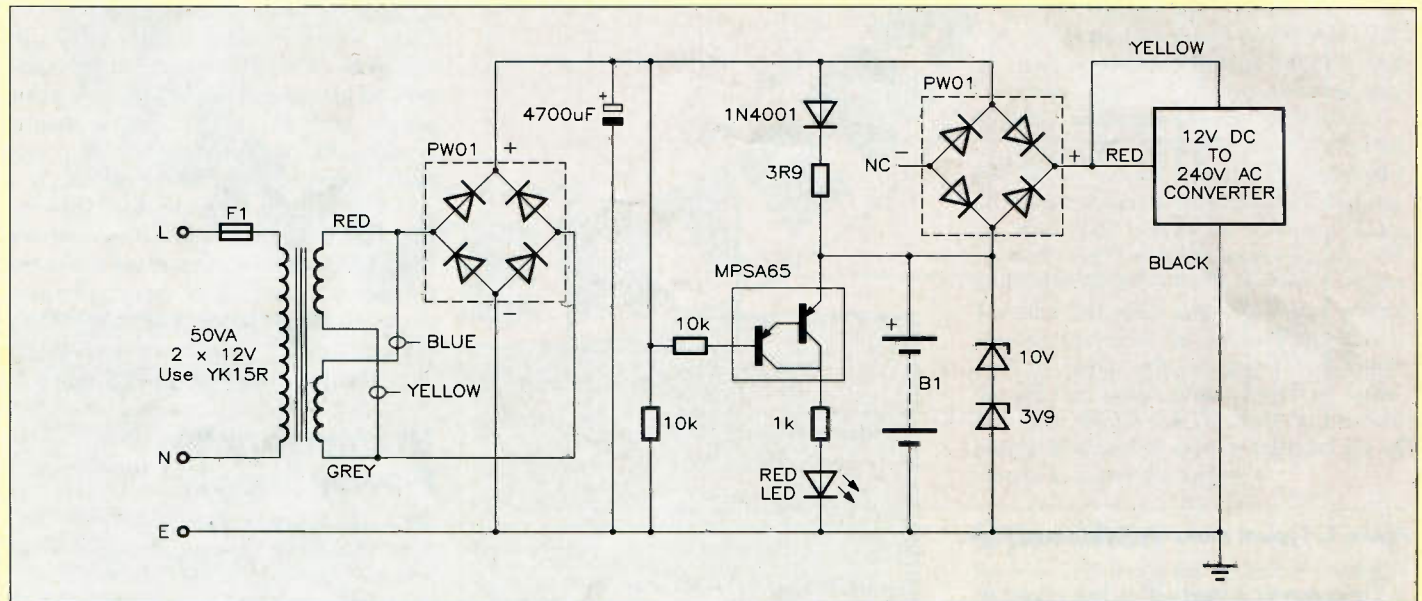 L
N
E
F1
50VA
2 x 12V
Use YK15R
RED
BLUE
YELLOW
GREY
PW01
+
−
4700uF
+
10k
10k
1N4001
3R9
MPSA65
1k
RED
LED
+
B1
PW01
NC
−
+
10V
3V9
YELLOW
RED
12V DC
TO
240V AC
CONVERTER
BLACK